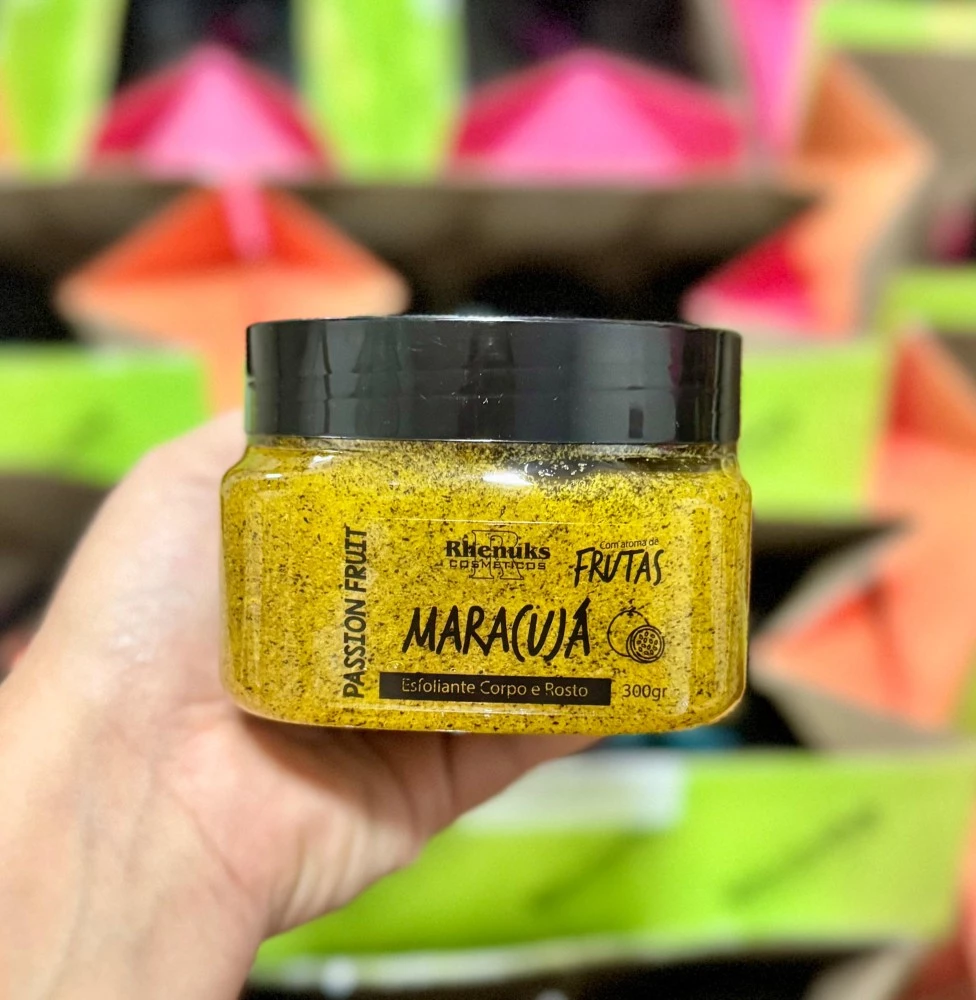 PASSION FRUIT
R
Rhenuks
COSMÉTICOS
Com aroma de
FRUTAS
MARACUJÁ
Esfoliante Corpo e Rosto
300gr